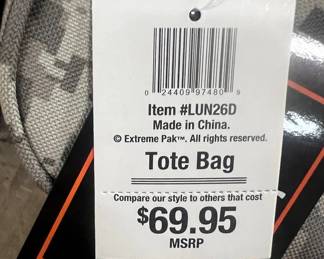 0 24409 97480 9
Item #LUN26D
Made in China.
© Extreme Pak™. All rights reserved.
Tote Bag
Compare our style to others that cost
$69.95
MSRP